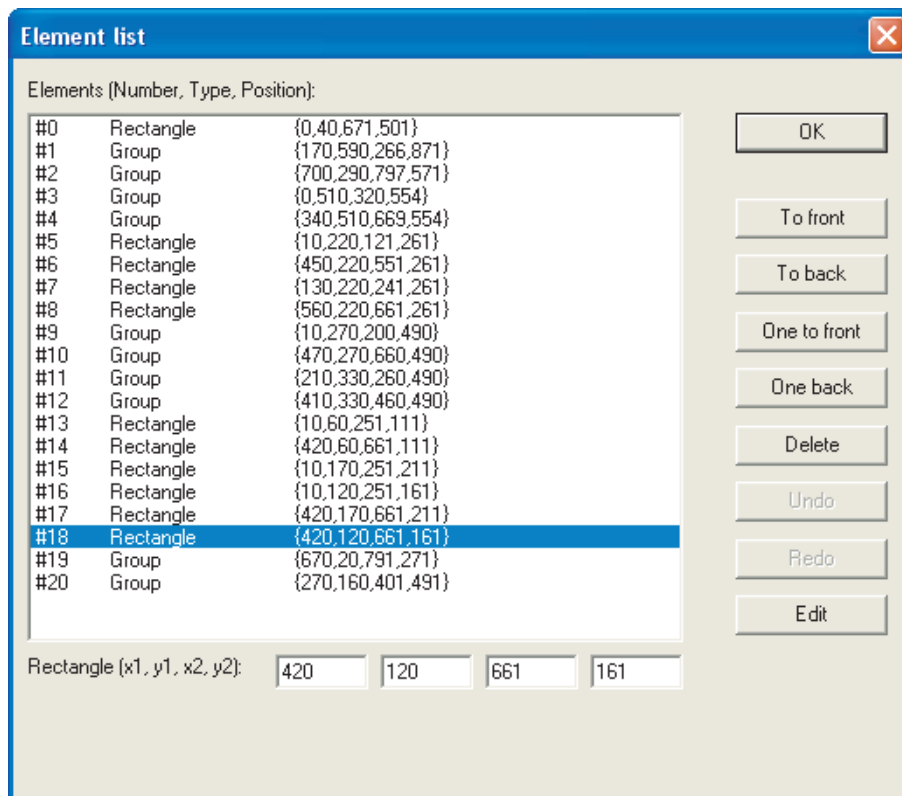 Element list
Elements (Number, Type, Position):
#0 Rectangle {0,40,671,501}
#1 Group {170,590,266,871}
#2 Group {700,290,797,571}
#3 Group {0,510,320,554}
#4 Group {340,510,669,554}
#5 Rectangle {10,220,121,261}
#6 Rectangle {450,220,551,261}
#7 Rectangle {130,220,241,261}
#8 Rectangle {560,220,661,261}
#9 Group {10,270,200,490}
#10 Group {470,270,660,490}
#11 Group {210,330,260,490}
#12 Group {410,330,460,490}
#13 Rectangle {10,60,251,111}
#14 Rectangle {420,60,661,111}
#15 Rectangle {10,170,251,211}
#16 Rectangle {10,120,251,161}
#17 Rectangle {420,170,661,211}
#18 Rectangle {420,120,661,161}
#19 Group {670,20,791,271}
#20 Group {270,160,401,491}
Rectangle (x1, y1, x2, y2): 420 120 661 161
OK
To front
To back
One to front
One back
Delete
Undo
Redo
Edit